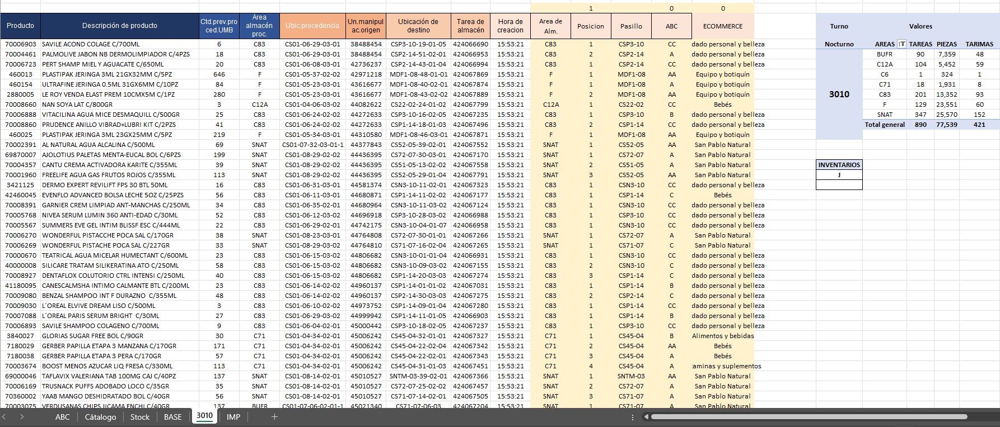 1 0 0
Producto Descripción de producto Ctd.prev.proced.UMB Área almacén proc. Ubic.procedencia Un.manipulac.origen Ubicación de destino Tarea de almacén Hora de creacion Area de Alm. Posicion Pasillo ABC ECOMMERCE
70006903 SAVILE ACOND COLAGE C/700ML 6 C83 CS01-06-29-03-01 38488454 CSP3-10-19-01-05 424066690 15:53:21 C83 1 CSP3-10 CC dado personal y belleza
70004461 PALMOLIVE JABON NB DERMOLIMPIADOR C/4PZS 18 C83 CS01-06-29-03-01 38488454 CSP2-14-51-02-01 424066953 15:53:21 C83 2 CSP2-14 A dado personal y belleza
70006723 PERT SHAMP MIEL Y AGUACATE C/650ML 20 C83 CS01-06-08-03-01 42736237 CSP2-14-43-01-04 424066994 15:53:21 C83 1 CSP2-14 CC dado personal y belleza
460013 PLASTIPAK JERINGA 3ML 21GX32MM C/5PZ 646 F CS01-05-37-02-02 42971218 MDF1-08-48-01-01 424067869 15:53:21 F 1 MDF1-08 AA Equipo y botiquín
460154 ULTRAFINE JERINGA 0.5ML 31GX6MM C/10PZ 84 F CS01-05-23-03-01 43616677 MDF1-08-40-02-01 424067874 15:53:21 F 1 MDF1-08 A Equipo y botiquín
2880005 LE ROY VENDA ELAST PREM 10CMX5M C/1PZ 280 F CS01-05-23-03-01 43616677 MDF1-08-43-02-02 424067889 15:53:21 F 2 MDF1-08 AA Equipo y botiquín
70008660 NAN SOYA LAT C/800GR 3 C12A CS01-04-06-03-02 44082622 CS22-02-24-01-02 424067799 15:53:21 C12A 1 CS22-02 CC Bebés
70006888 VITACILINA AGUA MICE DESMAQUILL C/500GR 25 C83 CS01-06-24-02-02 44272633 CSP3-10-16-02-05 424067235 15:53:21 C83 1 CSP3-10 B dado personal y belleza
70008860 PRUDENCE ANILLO VIBRAD+LUBRI KIT C/2PZS 41 C83 CS01-06-24-02-02 44272633 CSP1-14-18-01-03 424067496 15:53:21 C83 2 CSP1-14 CC dado personal y belleza
460025 PLASTIPAK JERINGA 3ML 23GX25MM C/5PZ 219 F CS01-05-34-03-01 44310580 MDF1-08-46-03-01 424067871 15:53:21 F 1 MDF1-08 AA Equipo y botiquín
70002391 AL NATURAL AGUA ALCALINA C/500ML 69 SNAT CS01-07-32-03-01-1 44377843 CS52-05-39-02-01 424067552 15:53:21 SNAT 1 CS52-05 AA San Pablo Natural
69870007 AJOLOTIUS PALETAS MENTA-EUCAL BOL C/6PZS 199 SNAT CS01-08-29-02-02 44436395 CS72-07-30-03-01 424067170 15:53:21 SNAT 1 CS72-07 A San Pablo Natural
70004357 CANTU CREMA ACTIVADORA KARITE C/355ML 39 SNAT CS01-08-29-02-02 44436395 CS51-05-13-02-02 424067558 15:53:21 SNAT 2 CS51-05 A San Pablo Natural
70001960 FREELIFE AGUA GAS FRUTOS ROJOS C/355ML 113 SNAT CS01-08-29-02-02 44436395 CS52-05-29-01-04 424067791 15:53:21 SNAT 3 CS52-05 AA San Pablo Natural
3421125 DERMO EXPERT REVILIFT FPS 30 BTL 50ML 16 C83 CS01-06-31-03-01 44581374 CSN3-10-11-02-01 424067323 15:53:21 C83 1 CSN3-10 CC dado personal y belleza
42460045 EVENFLO ADVANCED BOLSA LECHE 5OZ C/25PZS 56 C83 CS01-06-11-03-01 44680871 CSP1-14-11-02-02 424067177 15:53:21 C83 1 CSP1-14 C Bebés
70008391 GARNIER CREM LIMPIAD ANT-MANCHAS C/250ML 34 C83 CS01-06-35-02-01 44680964 CSN3-10-11-03-02 424067124 15:53:21 C83 1 CSN3-10 CC dado personal y belleza
70005768 NIVEA SERUM LUMIN 360 ANTI-EDAD C/30ML 52 C83 CS01-06-12-03-02 44696918 CSP3-10-28-03-02 424066988 15:53:21 C83 1 CSP3-10 CC dado personal y belleza
70005567 SUMMERS EVE GEL INTIM BLISSF ESC C/444ML 22 C83 CS01-06-29-02-01 44742175 CSN3-10-04-01-07 424066958 15:53:21 C83 1 CSN3-10 CC dado personal y belleza
70006270 WONDERFUL PISTACCHE POCA SAL C/170GR 38 SNAT CS01-08-23-03-01 44764808 CS72-07-30-01-01 424067266 15:53:21 SNAT 1 CS72-07 A San Pablo Natural
70006269 WONDERFUL PISTACHE POCA SAL C/227GR 33 SNAT CS01-08-29-03-02 44764810 CS71-07-16-02-04 424067265 15:53:21 SNAT 1 CS71-07 C San Pablo Natural
70000670 TEATRICAL AGUA MICELAR HUMECTANT C/600ML 23 C83 CS01-06-15-03-02 44806682 CSN3-10-01-01-04 424066931 15:53:21 C83 1 CSN3-10 CC dado personal y belleza
40000008 SILICARE TRATAM SILIKERATINA ATO C/250ML 58 C83 CS01-06-15-03-02 44806682 CSN3-10-09-03-02 424067155 15:53:21 C83 2 CSN3-10 C dado personal y belleza
70008927 DENTAFLOX COLUTORIO CTRL INTENSI C/250ML 40 C83 CS01-06-15-03-02 44806682 CSP1-14-20-03-03 424067274 15:53:21 C83 3 CSP1-14 C dado personal y belleza
41180095 CANESCALMSHA INTIMO CALMANTE BTL C/200ML 23 C83 CS01-06-14-02-02 44960137 CSP1-14-01-01-02 424067031 15:53:21 C83 1 CSP1-14 B dado personal y belleza
70009080 BENZAL SHAMPOO INT F DURAZNO  C/355ML 48 C83 CS01-06-14-02-02 44960137 CSP2-14-30-03-03 424067275 15:53:21 C83 2 CSP2-14 C dado personal y belleza
70009030 L´OREAL ELVIVE DREAM LISO C/500ML 3 C83 CS01-06-10-02-02 44973752 CSP1-14-09-01-04 424067280 15:53:21 C83 1 CSP1-14 CC dado personal y belleza
70007088 L´OREAL PARIS SERUM BRIGHT  C/30ML 27 C83 CS01-06-08-02-01 44999942 CSP1-14-11-01-05 424066903 15:53:21 C83 1 CSP1-14 B dado personal y belleza
70006893 SAVILE SHAMPOO COLAGENO C/700ML 9 C83 CS01-06-04-02-01 45000442 CSP3-10-18-02-05 424067237 15:53:21 C83 1 CSP3-10 CC dado personal y belleza
3840027 GLORIAS SUGAR FREE BOL C/90GR 30 C71 CS01-04-34-02-01 45006242 CS45-04-32-01-01 424067327 15:53:21 C71 1 CS45-04 B Alimentos y bebidas
7180029 GERBER PAPILLA ETAPA 3 MANZANA C/170GR 171 C71 CS01-04-34-02-01 45006242 CS45-04-22-02-04 424067342 15:53:21 C71 2 CS45-04 AA Bebés
7180038 GERBER PAPILLA ETAPA 3 PERA C/170GR 57 C71 CS01-04-34-02-01 45006242 CS45-04-22-02-01 424067343 15:53:21 C71 3 CS45-04 A Bebés
70003674 BOOST MENOS AZUCAR LIQ FRESA C/330ML 113 C71 CS01-04-34-02-01 45006242 CS45-04-31-01-03 424067451 15:53:21 C71 4 CS45-04 A taminas y suplementos
69000046 TAFLAVIX VALERIANA TAB 100MG CAJ C/40PZ 137 SNAT CS01-08-14-02-01 45010527 SNTM-03-39-02-01 424067366 15:53:21 SNAT 1 SNTM-03 AA San Pablo Natural
70006169 TRUSNACK PUFFS ADOBADO LOCO C/35GR 35 SNAT CS01-08-14-02-01 45010527 CS72-07-25-02-02 424067457 15:53:21 SNAT 2 CS72-07 A San Pablo Natural
70360002 YAAB MANGO DESHIDRATADO BOL C/40GR 56 SNAT CS01-08-14-02-01 45010527 CS71-07-14-02-01 424067505 15:53:21 SNAT 3 CS71-07 A San Pablo Natural
70003075 VERDUSANAS CHIPS JICAMA ENCHI C/40GR 137 BUFR CS01-07-06-02-01-1 45021340 CS71-07-06-03 424067204 15:53:21 SNAT 1 CS71-07 A San Pablo Natural
Turno Valores
Nocturno AREAS TAREAS PIEZAS TARIMAS
3010
BUFR 90 7,359 48
C12A 104 5,452 59
C6 1 324 1
C71 18 1,931 8
C83 201 13,352 93
F 129 23,551 60
SNAT 347 25,570 152
Total general 890 77,539 421
INVENTARIOS
J
ABC Cátalogo Stock BASE 3010 IMP +